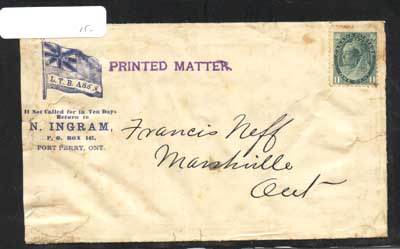 15-
L. T. B. ASS'N.
PRINTED MATTER.
If Not Called for in Ten Days
Return to
N. INGRAM,
P. O. BOX 147,
PORT PERRY, ONT.
Francis Neff
Marshville
Ont